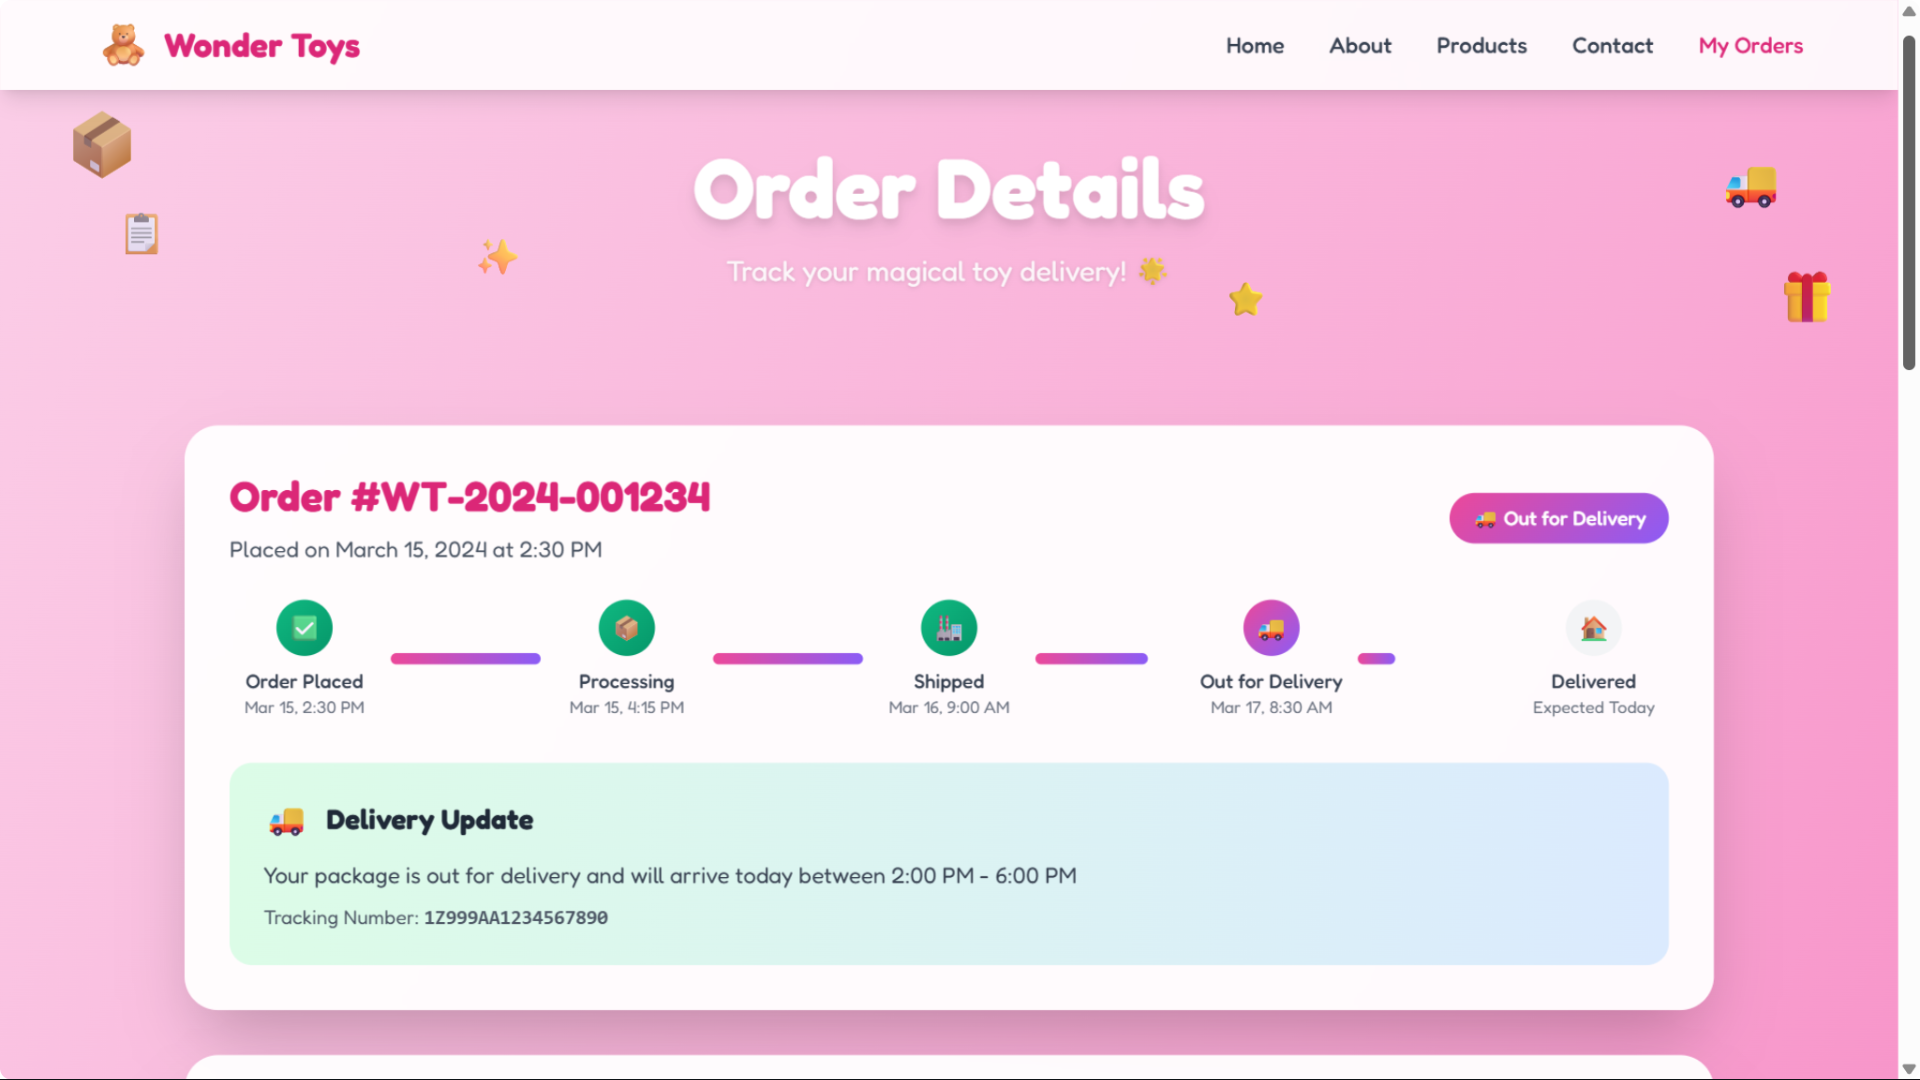 Wonder Toys
Home About Products Contact My Orders
Order Details
Track your magical toy delivery!
Order #WT-2024-001234
Placed on March 15, 2024 at 2:30 PM
Out for Delivery
Order Placed
Mar 15, 2:30 PM
Processing
Mar 15, 4:15 PM
Shipped
Mar 16, 9:00 AM
Out for Delivery
Mar 17, 8:30 AM
Delivered
Expected Today
Delivery Update
Your package is out for delivery and will arrive today between 2:00 PM - 6:00 PM
Tracking Number: 1Z999AA1234567890